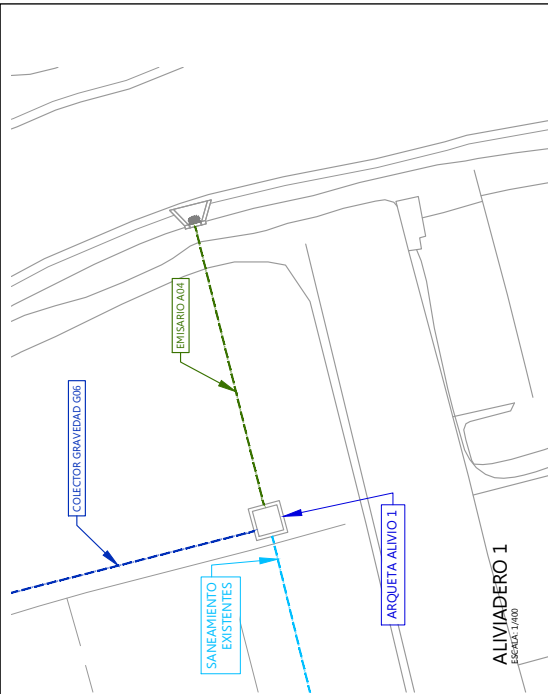 EMISARIO A04
COLECTOR GRAVEDAD G06
ARQUETA ALIVIO 1
SANEAMIENTO
EXISTENTES
ALIVIADERO 1
ESCALA: 1/400